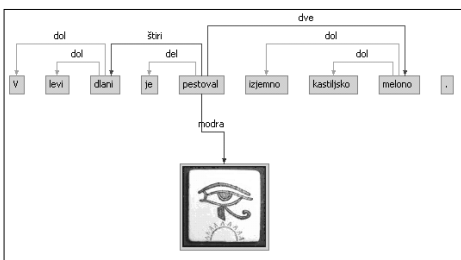 dve
dol štiri dol
dol del dol
V levi dlani je pestoval izjemno kastiljsko melono .
modra